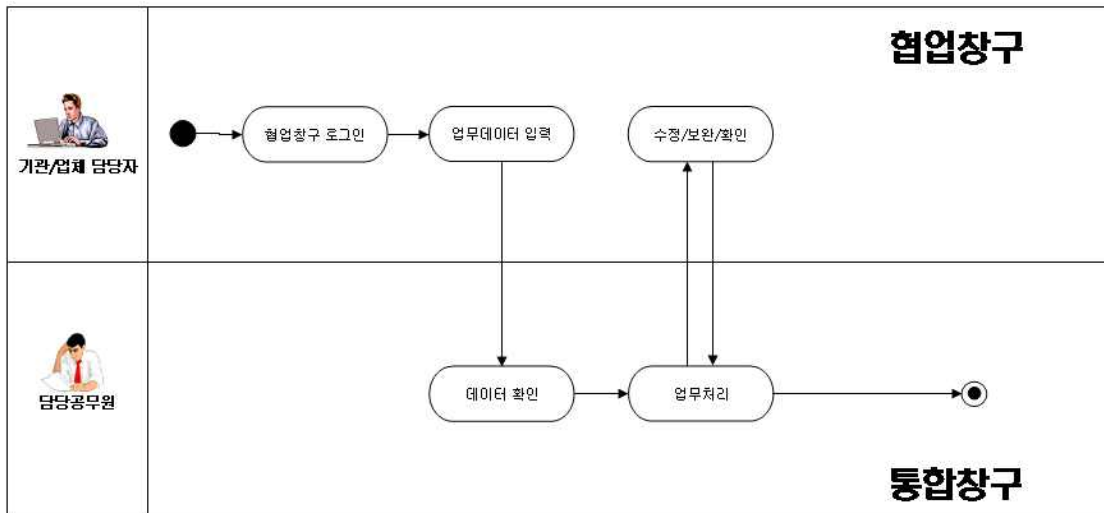 협업창구
기관/업체 담당자
협업창구 로그인
업무데이터 입력
수정/보완/확인
담당공무원
데이터 확인
업무처리
통합창구